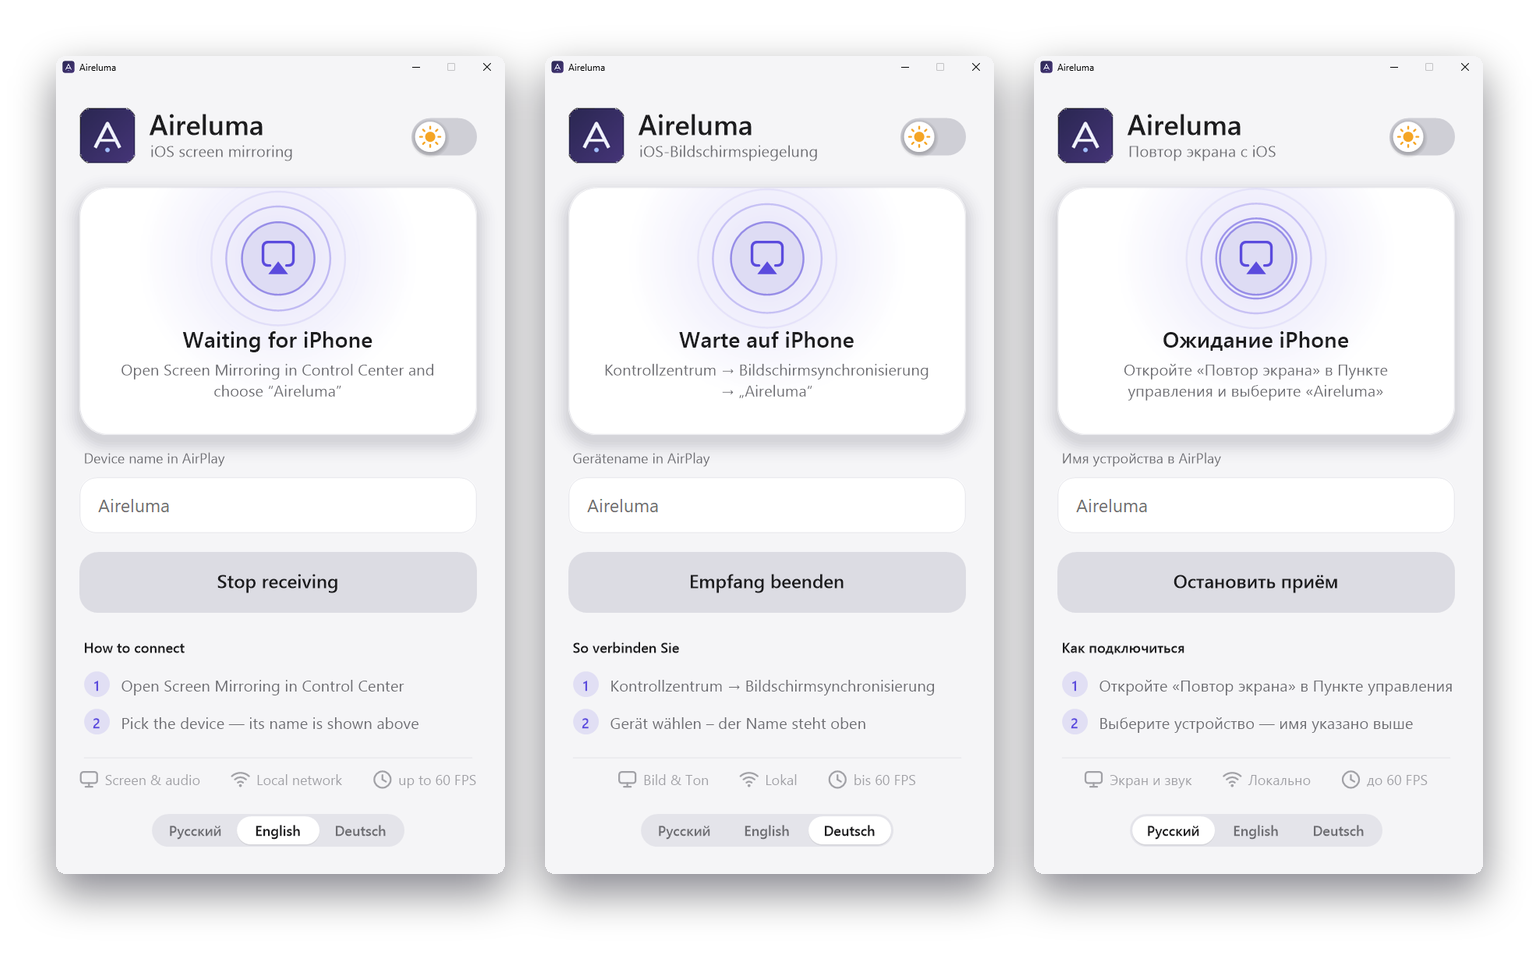 Aireluma
Aireluma
iOS screen mirroring
Waiting for iPhone
Open Screen Mirroring in Control Center and
choose “Aireluma”
Device name in AirPlay
Aireluma
Stop receiving
How to connect
1 Open Screen Mirroring in Control Center
2 Pick the device — its name is shown above
Screen & audio Local network up to 60 FPS
Русский English Deutsch
Aireluma
Aireluma
iOS-Bildschirmspiegelung
Warte auf iPhone
Kontrollzentrum → Bildschirmsynchronisierung
→ „Aireluma“
Gerätename in AirPlay
Aireluma
Empfang beenden
So verbinden Sie
1 Kontrollzentrum → Bildschirmsynchronisierung
2 Gerät wählen – der Name steht oben
Bild & Ton Lokal bis 60 FPS
Русский English Deutsch
Aireluma
Aireluma
Повтор экрана с iOS
Ожидание iPhone
Откройте «Повтор экрана» в Пункте
управления и выберите «Aireluma»
Имя устройства в AirPlay
Aireluma
Остановить приём
Как подключиться
1 Откройте «Повтор экрана» в Пункте управления
2 Выберите устройство — имя указано выше
Экран и звук Локально до 60 FPS
Русский English Deutsch